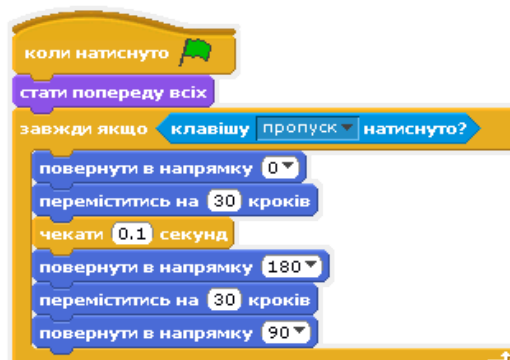 коли натиснуто
стати попереду всіх
завжди якщо клавішу пропуск натиснуто?
повернути в напрямку 0
переміститись на 30 кроків
чекати 0.1 секунд
повернути в напрямку 180
переміститись на 30 кроків
повернути в напрямку 90